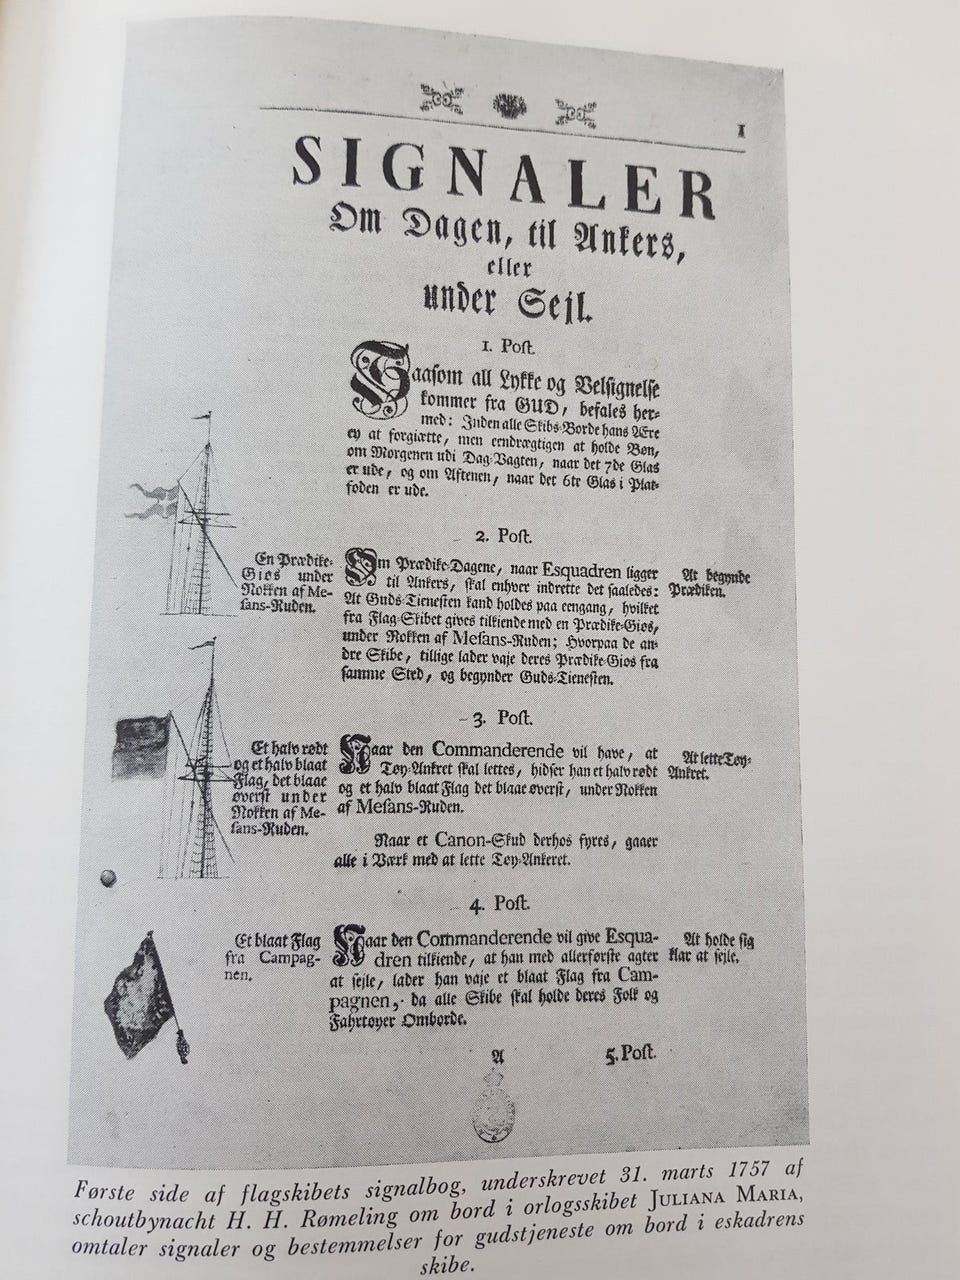 1
SIGNALER
Om Dagen, til Ankers,
eller
under Sejl.
1. Post.
Saasom all Lykke og Velsignelse
kommer fra GUD, befales her-
med: Inden alle Skibs-Borde hans Ære
ey at forgiætte, men eendrægtigen at holde Bøn,
om Morgenen udi Dag-Vagten, naar det 7de Glas
er ude, og om Aftenen, naar det 6te Glas i Plat-
foden er ude.
2. Post.
En Prædike-
Gios under
Nokken af Me-
sans-Ruden.
Om Prædike-Dagene, naar Esquadren ligger
til Ankers, skal enhver indrette det saaledes:
At Guds-Tienesten kand holdes paa eengang, hvilket
fra Flag-Skibet gives tilkiende med en Prædike-Gios,
under Nokken af Mesans-Ruden; Hvorpaa de an-
dre Skibe, tillige lader vaje deres Prædike-Gios fra
samme Sted, og begynder Guds-Tienesten.
At begynde
Prædiken.
3. Post.
Et halv rødt
og et halv blaat
Flag, det blaae
øverst under
Nokken af Me-
sans-Ruden.
Naar den Commanderende vil have, at
Tøy-Ankret skal lettes, hidser han et halv rødt
og et halv blaat Flag det blaae øverst, under Nokken
af Mesans-Ruden.
Naar et Canon-Skud derhos fyres, gaaer
alle i Værk med at lette Tøy-Ankeret.
At lette Tøy-
Ankret.
4. Post.
Et blaat Flag
fra Campag-
nen.
Naar den Commanderende vil give Esqua-
dren tilkiende, at han med allerførste agter
at sejle, lader han vaje et blaat Flag fra Cam-
pagnen, da alle Skibe skal holde deres Folk og
Fahrtøyer Omborde.
At holde sig
klar at sejle.
A
5. Post.
Første side af flagskibets signalbog, underskrevet 31. marts 1757 af
schoutbynacht H. H. Rømeling om bord i orlogsskibet JULIANA MARIA,
omtaler signaler og bestemmelser for gudstjeneste om bord i eskadrens
skibe.